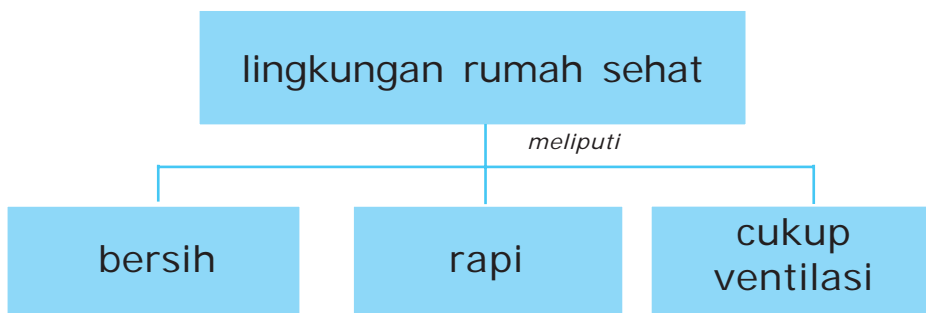 lingkungan rumah sehat
meliputi
bersih
rapi
cukup
ventilasi